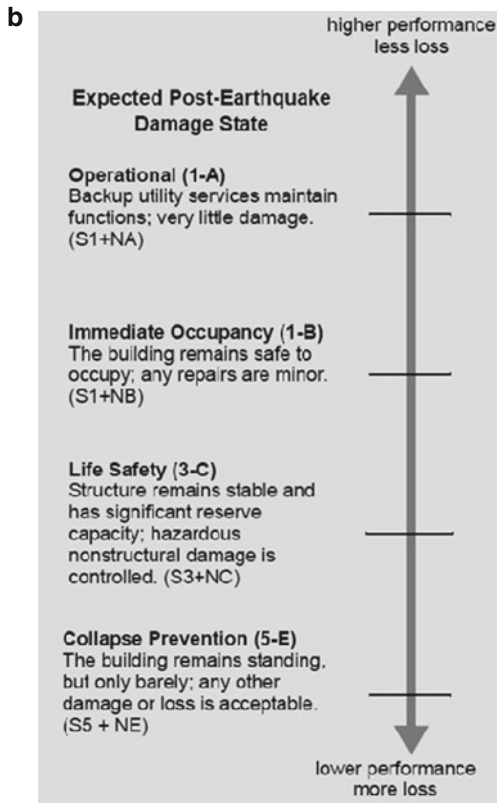 b
higher performance
less loss
Expected Post-Earthquake
Damage State
Operational (1-A)
Backup utility services maintain
functions; very little damage.
(S1+NA)
Immediate Occupancy (1-B)
The building remains safe to
occupy; any repairs are minor.
(S1+NB)
Life Safety (3-C)
Structure remains stable and
has significant reserve
capacity; hazardous
nonstructural damage is
controlled. (S3+NC)
Collapse Prevention (5-E)
The building remains standing,
but only barely; any other
damage or loss is acceptable.
(S5 + NE)
lower performance
more loss